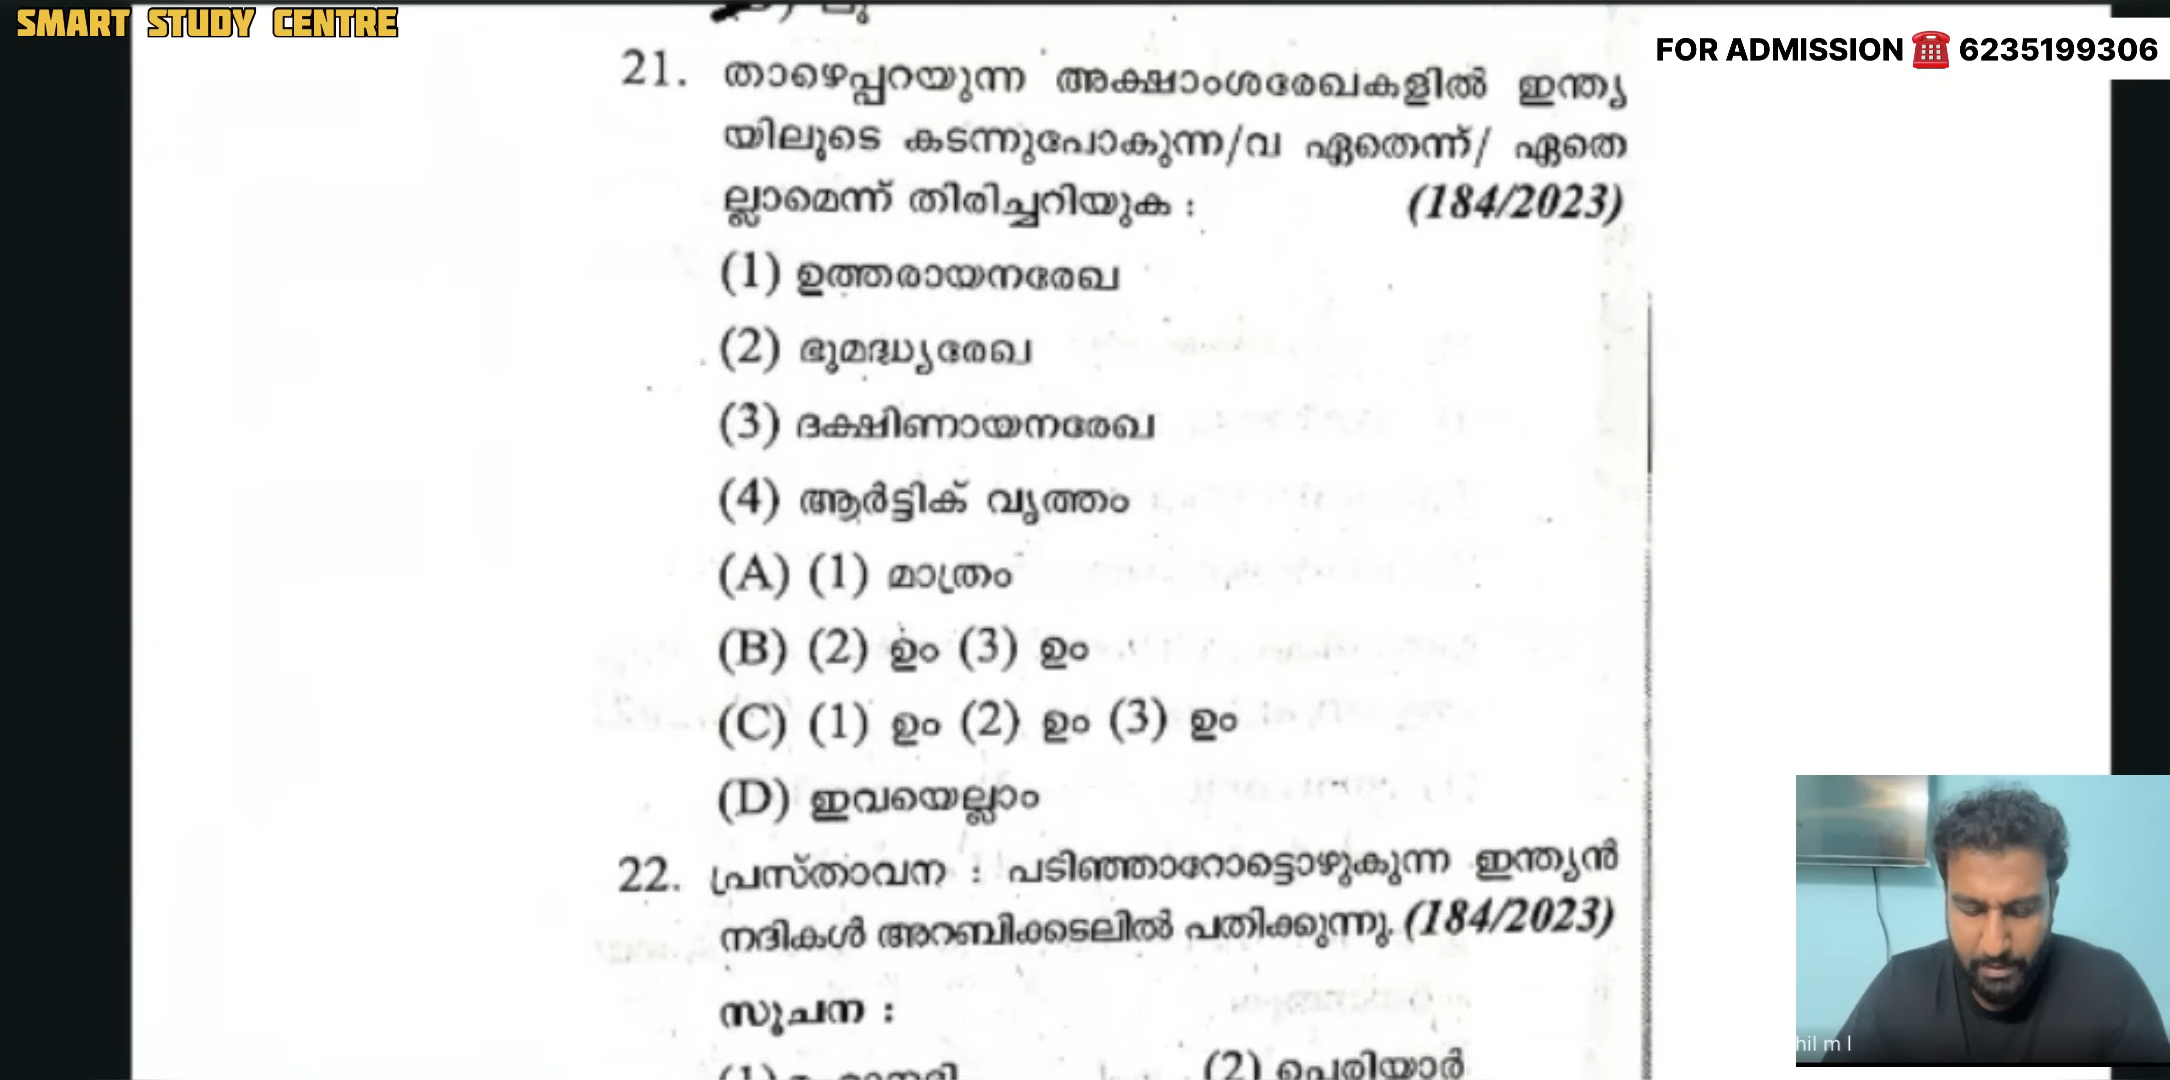 SMART STUDY CENTRE
FOR ADMISSION ☎ 6235199306
21. താഴെപ്പറയുന്ന അക്ഷാംശരേഖകളിൽ ഇന്ത്യ
യിലൂടെ കടന്നുപോകുന്ന/വ ഏതെന്ന്/ ഏതെ
ല്ലാമെന്ന് തിരിച്ചറിയുക : (184/2023)
(1) ഉത്തരായനരേഖ
(2) ഭൂമദ്ധ്യരേഖ
(3) ദക്ഷിണായനരേഖ
(4) ആർട്ടിക് വൃത്തം
(A) (1) മാത്രം
(B) (2) ഉം (3) ഉം
(C) (1) ഉം (2) ഉം (3) ഉം
(D) ഇവയെല്ലാം
22. പ്രസ്താവന : പടിഞ്ഞാറോട്ടൊഴുകുന്ന ഇന്ത്യൻ
നദികൾ അറബിക്കടലിൽ പതിക്കുന്നു. (184/2023)
സൂചന :
(2) പെരിയാർ
hil m l